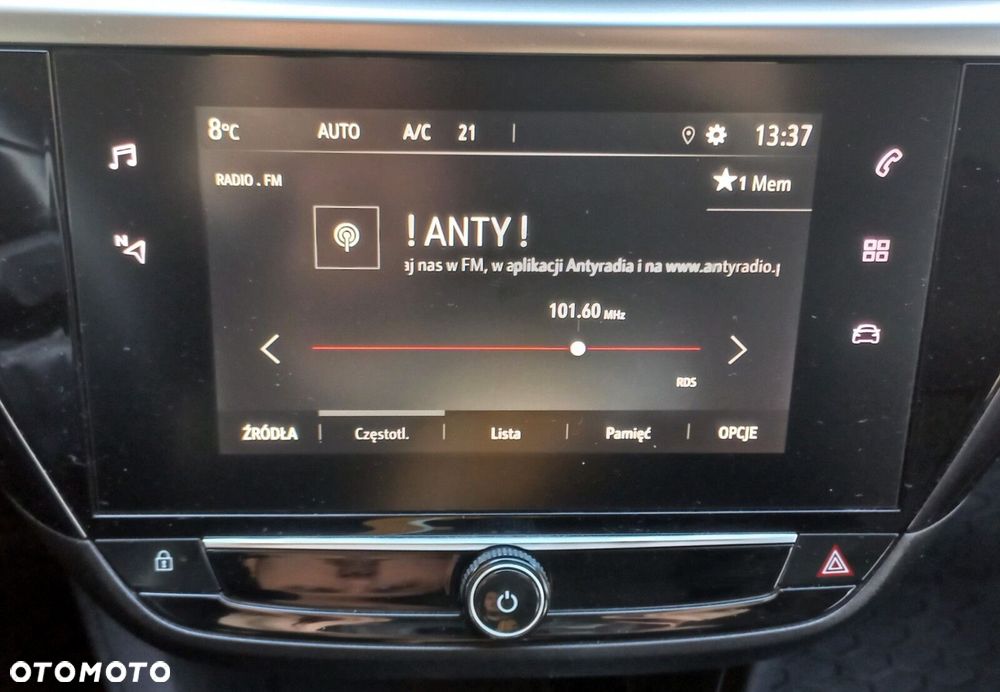 8°C AUTO A/C 21 13:37
RADIO . FM
1 Mem
! ANTY !
aj nas w FM, w aplikacji Antyradia i na www.antyradio.p
101.60 MHz
N
RDS
ŹRÓDŁA Częstotl. Lista Pamięć OPCJE
OTOMOTO